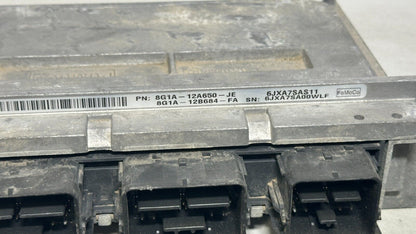 PN: 8G1A-12A650-JE 6JXA7SAS11
8G1A-12B684-FA SN: 6JXA7SA00WLF FoMoCo